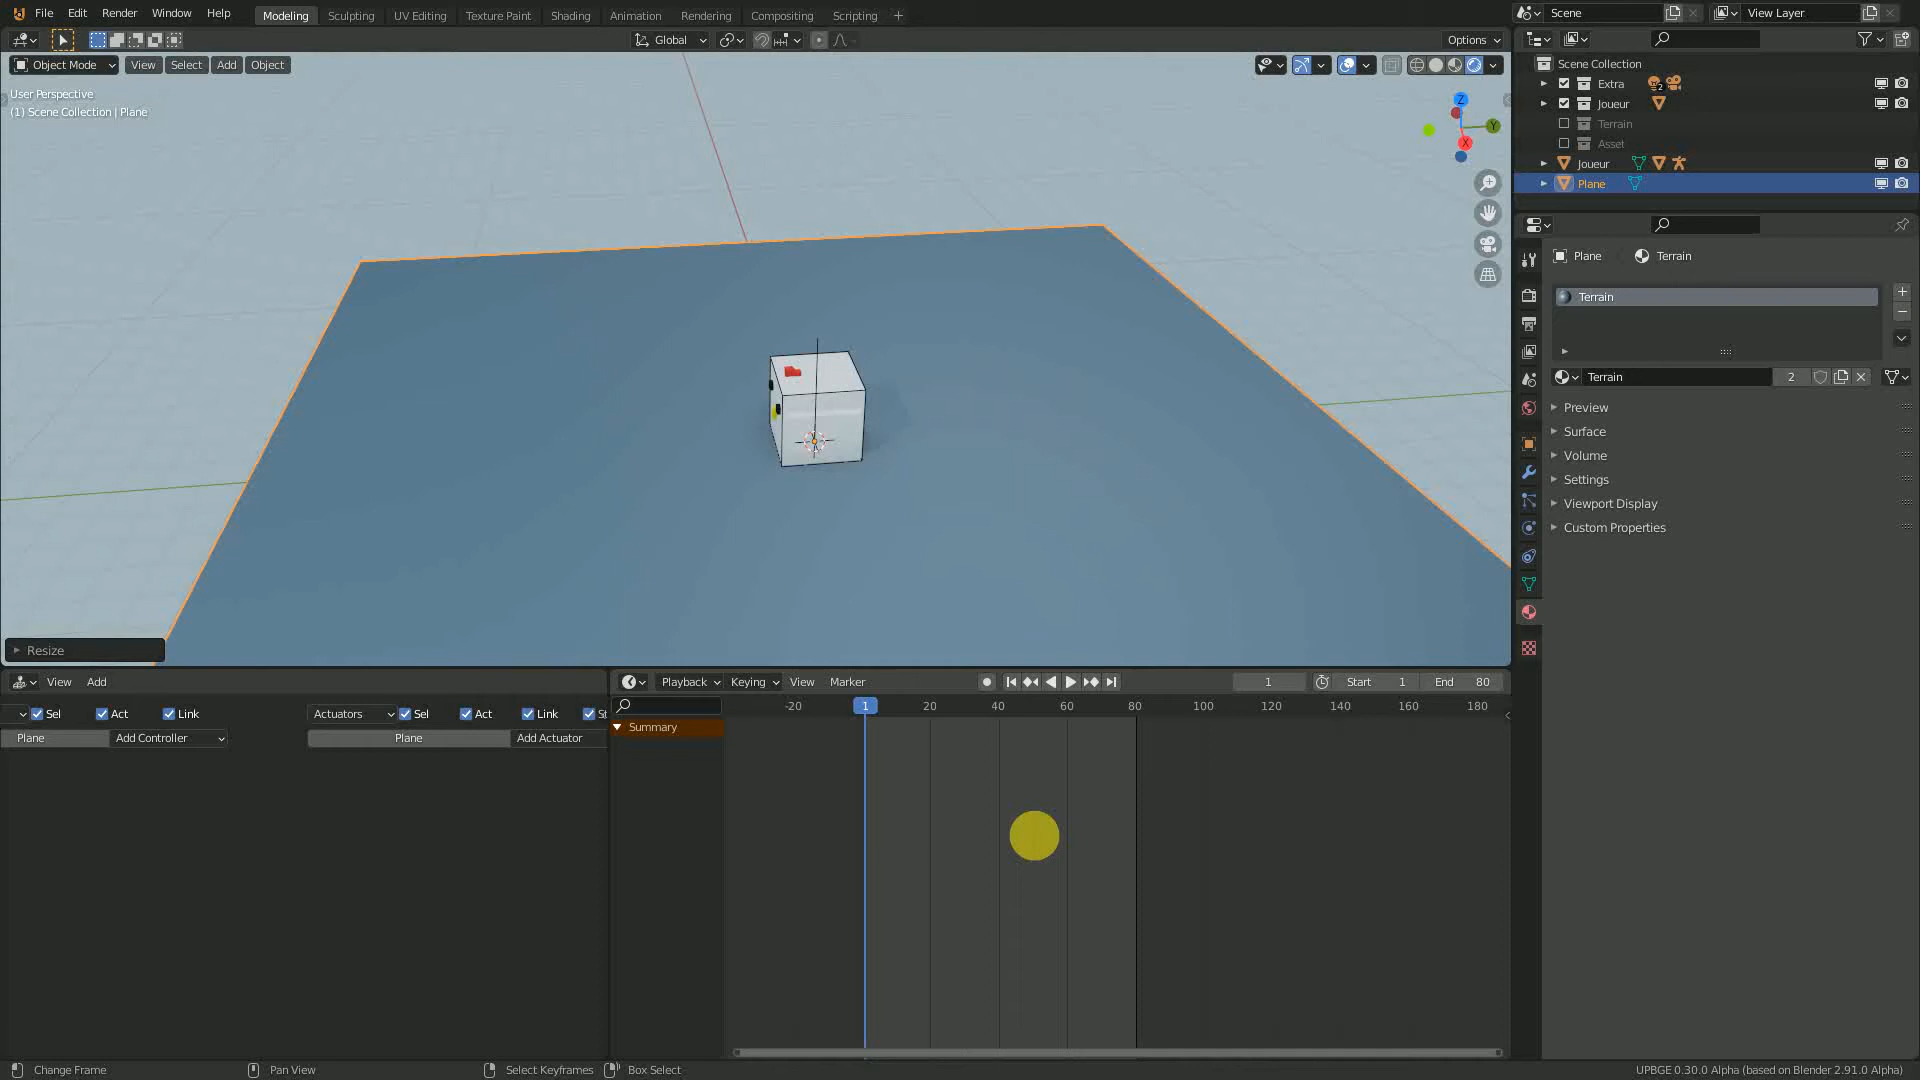 File Edit Render Window Help Modeling Sculpting UV Editing Texture Paint Shading Animation Rendering Compositing Scripting + Scene View Layer
Global Options
Object Mode View Select Add Object
User Perspective
(1) Scene Collection | Plane
Z
Y
X
Resize
Scene Collection
Extra 2
Joueur
Terrain
Asset
Joueur
Plane
Plane Terrain
Terrain
Terrain 2
Preview
Surface
Volume
Settings
Viewport Display
Custom Properties
View Add
Sel Act Link Actuators Sel Act Link
Plane Add Controller Plane Add Actuator
Playback Keying View Marker 1 Start 1 End 80
-20 1 20 40 60 80 100 120 140 160 180
Summary
Change Frame Pan View Select Keyframes Box Select UPBGE 0.30.0 Alpha (based on Blender 2.91.0 Alpha)